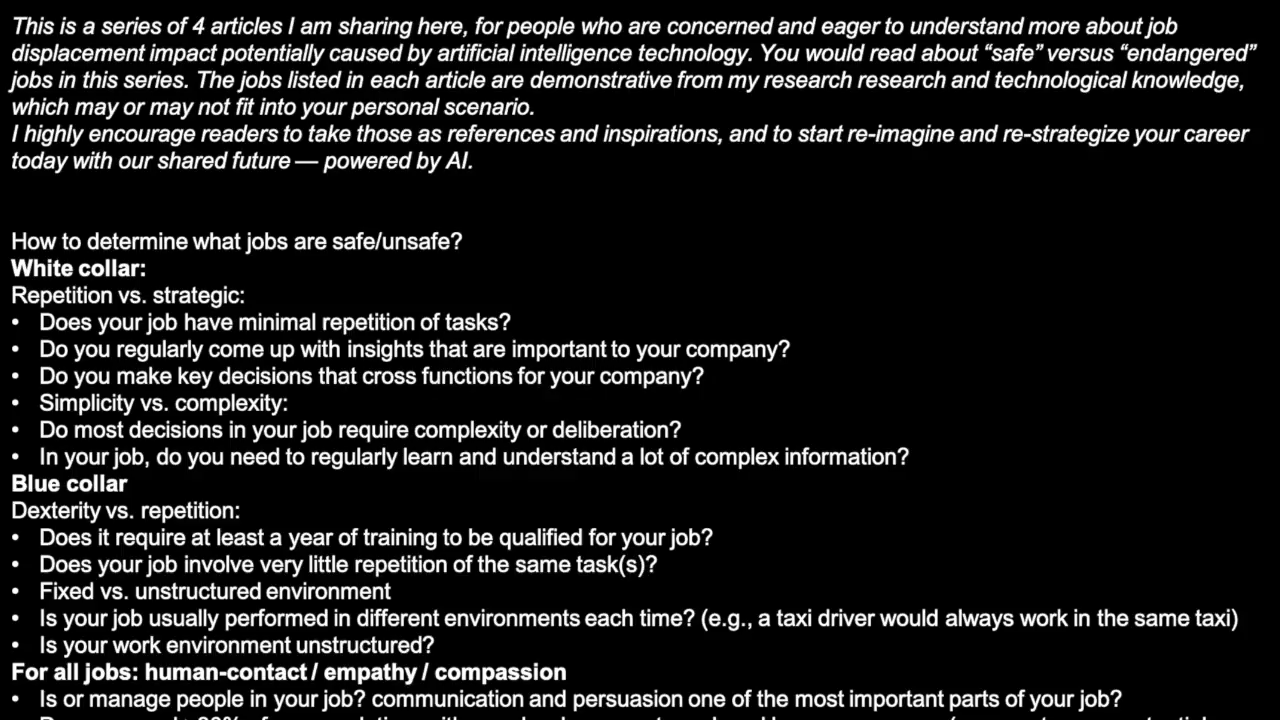 This is a series of 4 articles I am sharing here, for people who are concerned and eager to understand more about job
displacement impact potentially caused by artificial intelligence technology. You would read about “safe” versus “endangered”
jobs in this series. The jobs listed in each article are demonstrative from my research research and technological knowledge,
which may or may not fit into your personal scenario.
I highly encourage readers to take those as references and inspirations, and to start re-imagine and re-strategize your career
today with our shared future — powered by AI.
How to determine what jobs are safe/unsafe?
White collar:
Repetition vs. strategic:
• Does your job have minimal repetition of tasks?
• Do you regularly come up with insights that are important to your company?
• Do you make key decisions that cross functions for your company?
• Simplicity vs. complexity:
• Do most decisions in your job require complexity or deliberation?
• In your job, do you need to regularly learn and understand a lot of complex information?
Blue collar
Dexterity vs. repetition:
• Does it require at least a year of training to be qualified for your job?
• Does your job involve very little repetition of the same task(s)?
• Fixed vs. unstructured environment
• Is your job usually performed in different environments each time? (e.g., a taxi driver would always work in the same taxi)
• Is your work environment unstructured?
For all jobs: human-contact / empathy / compassion
• Is or manage people in your job? communication and persuasion one of the most important parts of your job?